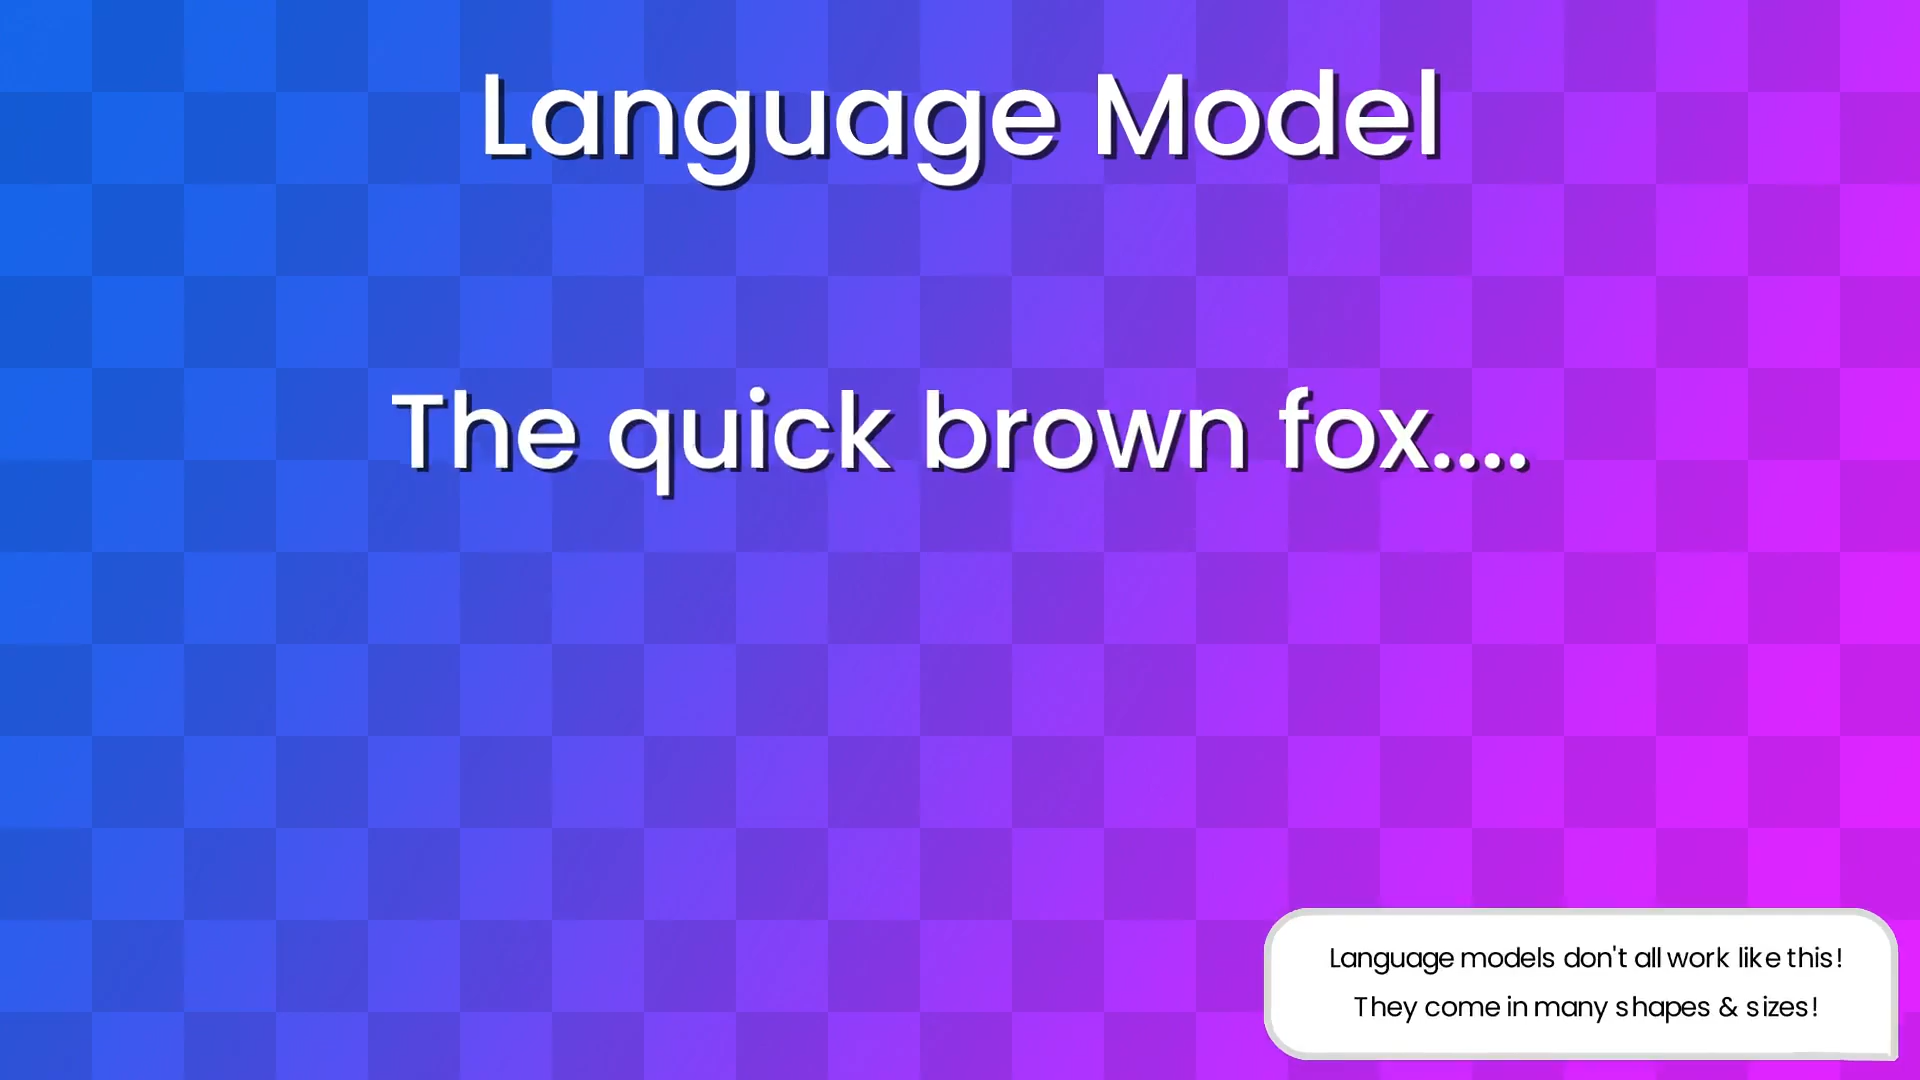 Language Model
The quick brown fox....
Language models don't all work like this!
They come in many shapes & sizes!